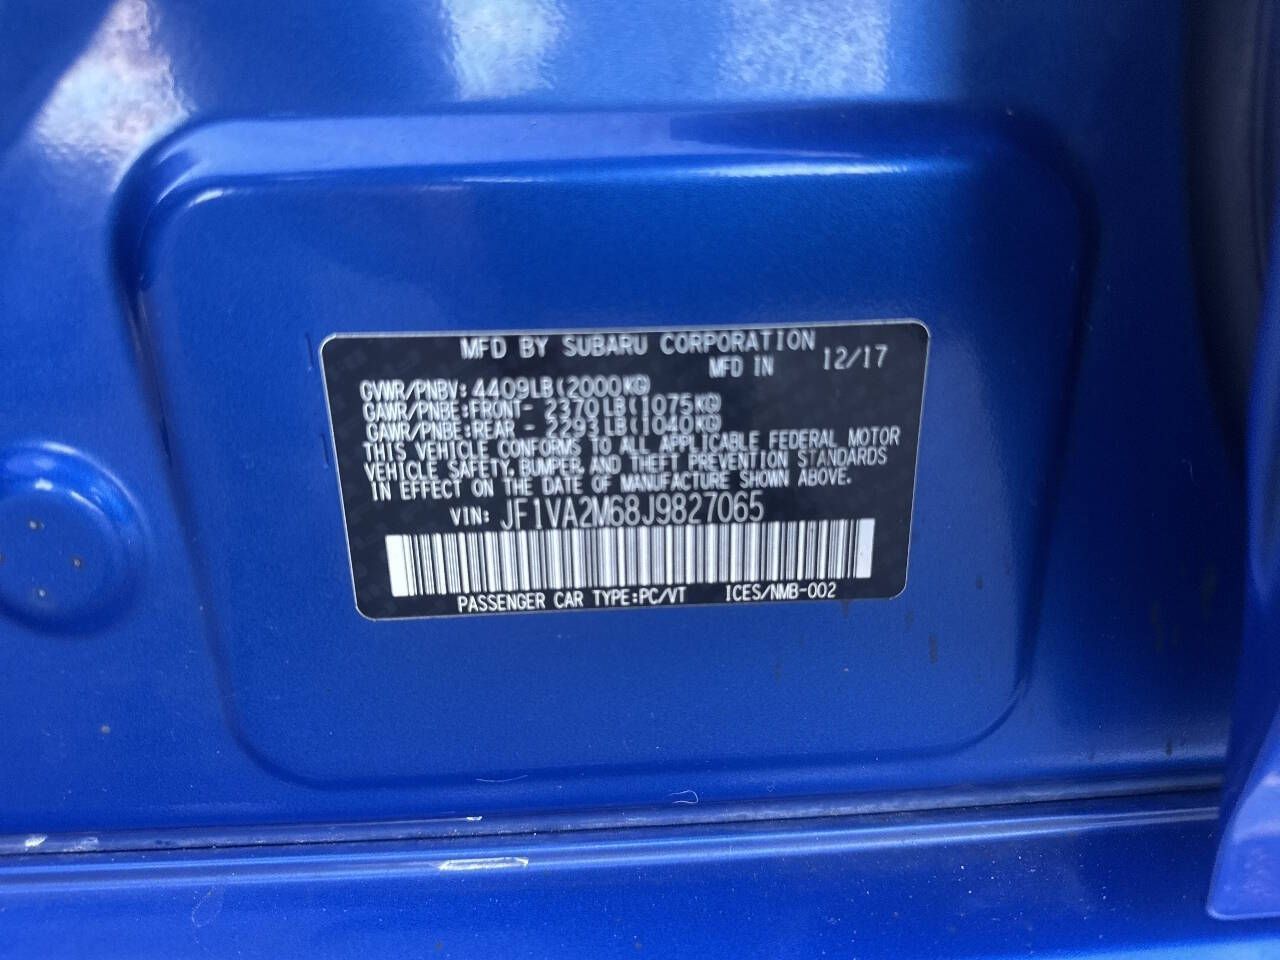 MFD BY SUBARU CORPORATION
MFD IN 12/17
GVWR/PNBV: 4409LB(2000KG)
GAWR/PNBE:FRONT- 2370LB(1075KG)
GAWR/PNBE:REAR - 2293LB(1040KG)
THIS VEHICLE CONFORMS TO ALL APPLICABLE FEDERAL MOTOR
VEHICLE SAFETY, BUMPER, AND THEFT PREVENTION STANDARDS
IN EFFECT ON THE DATE OF MANUFACTURE SHOWN ABOVE.
VIN: JF1VA2M68J9827065
PASSENGER CAR TYPE:PC/VT ICES/NMB-002